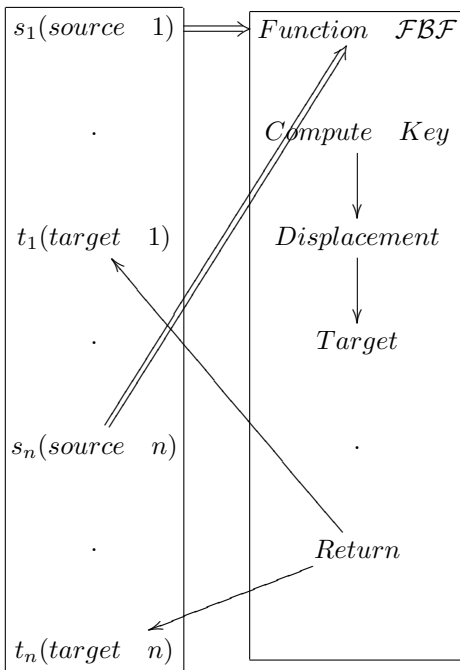 s₁(source 1)
.
t₁(target 1)
.
sₙ(source n)
.
tₙ(target n)
Function 𝓕𝓑𝓕
Compute Key
Displacement
Target
.
Return